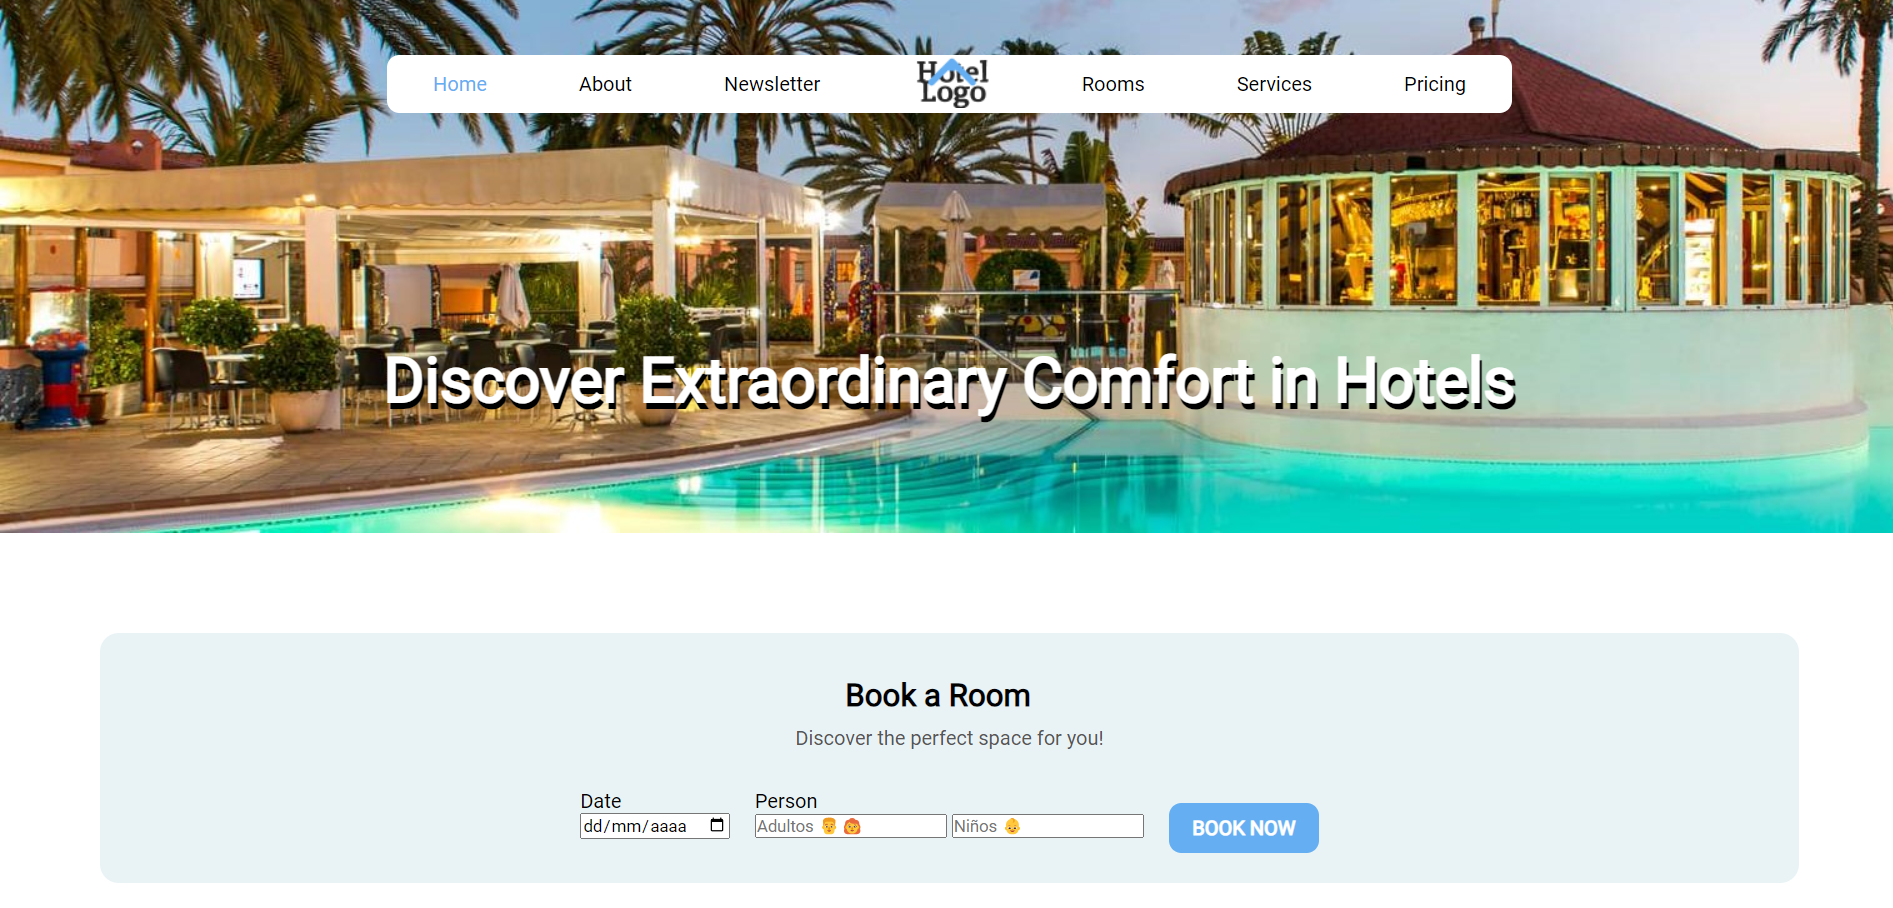 Home About Newsletter Hotel Logo Rooms Services Pricing
Discover Extraordinary Comfort in Hotels
Book a Room
Discover the perfect space for you!
Date Person
dd/mm/aaaa Adultos 👨 👩 Niños 👶 BOOK NOW